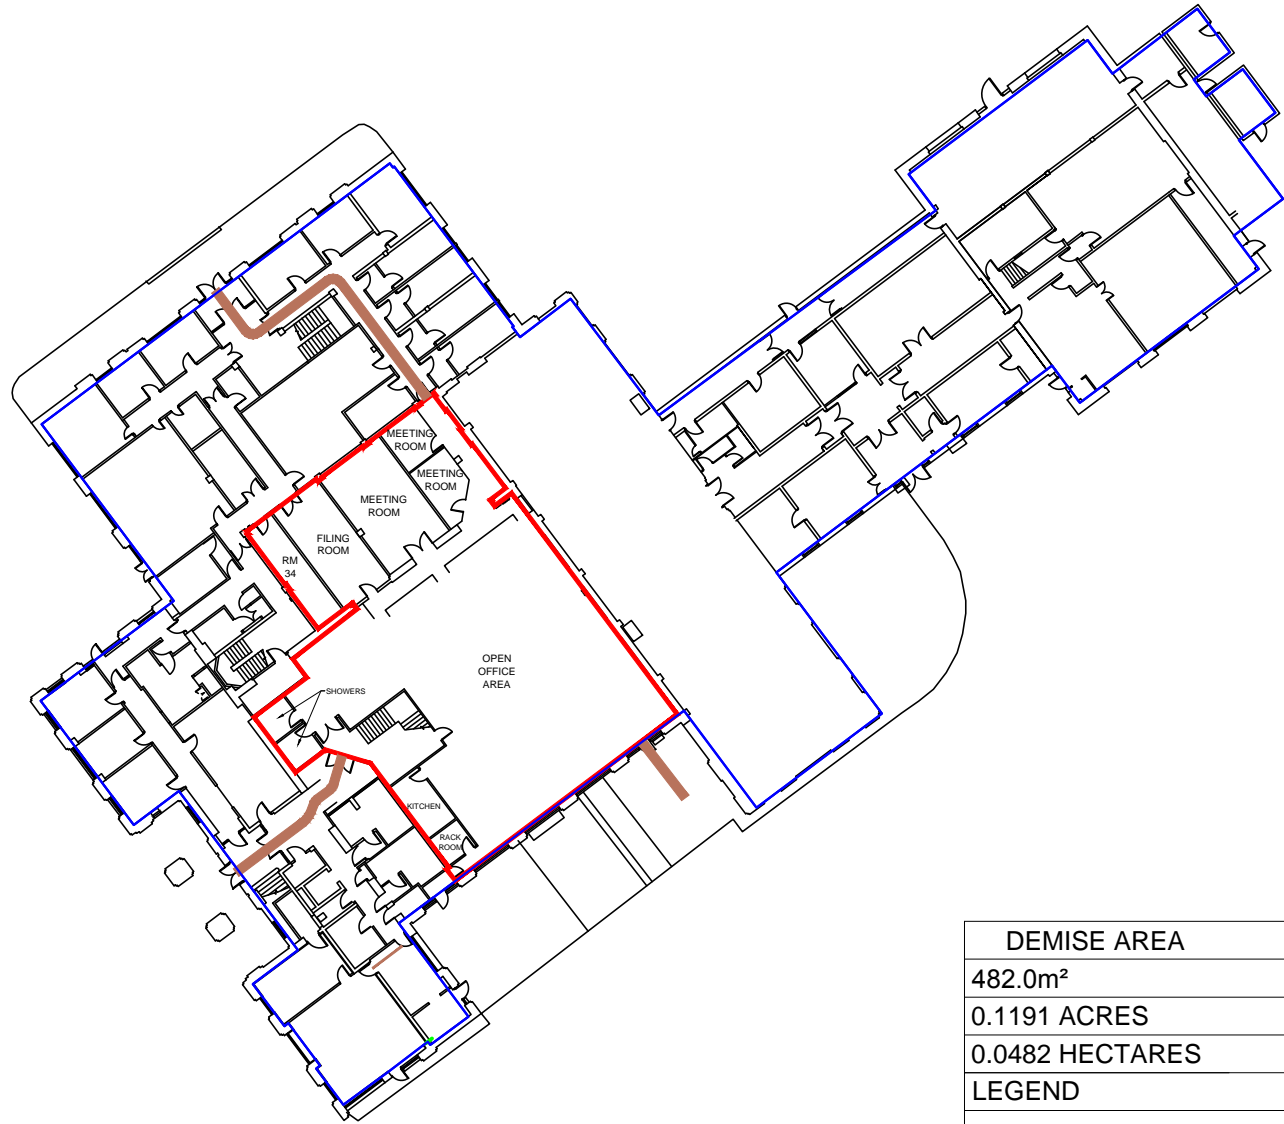 MEETING
ROOM
MEETING
ROOM
MEETING
ROOM
FILING
ROOM
RM
34
OPEN
OFFICE
AREA
SHOWERS
KITCHEN
RACK
ROOM
DEMISE AREA
482.0m²
0.1191 ACRES
0.0482 HECTARES
LEGEND